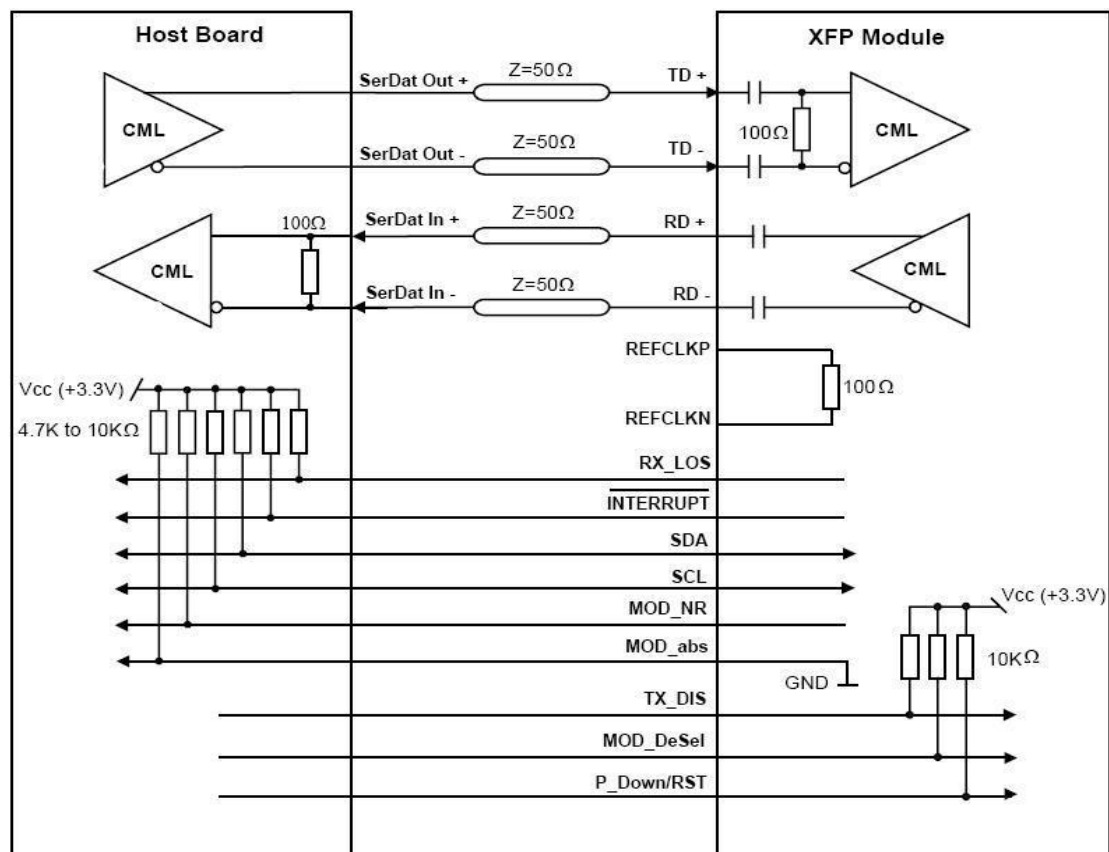 Host Board
XFP Module
SerDat Out +
Z=50Ω
TD +
CML
100Ω
CML
SerDat Out -
Z=50Ω
TD -
100Ω
SerDat In +
Z=50Ω
RD +
CML
CML
SerDat In -
Z=50Ω
RD -
REFCLKP
100Ω
REFCLKN
Vcc (+3.3V)
4.7K to 10KΩ
RX_LOS
INTERRUPT
SDA
SCL
Vcc (+3.3V)
MOD_NR
MOD_abs
10KΩ
GND
TX_DIS
MOD_DeSel
P_Down/RST